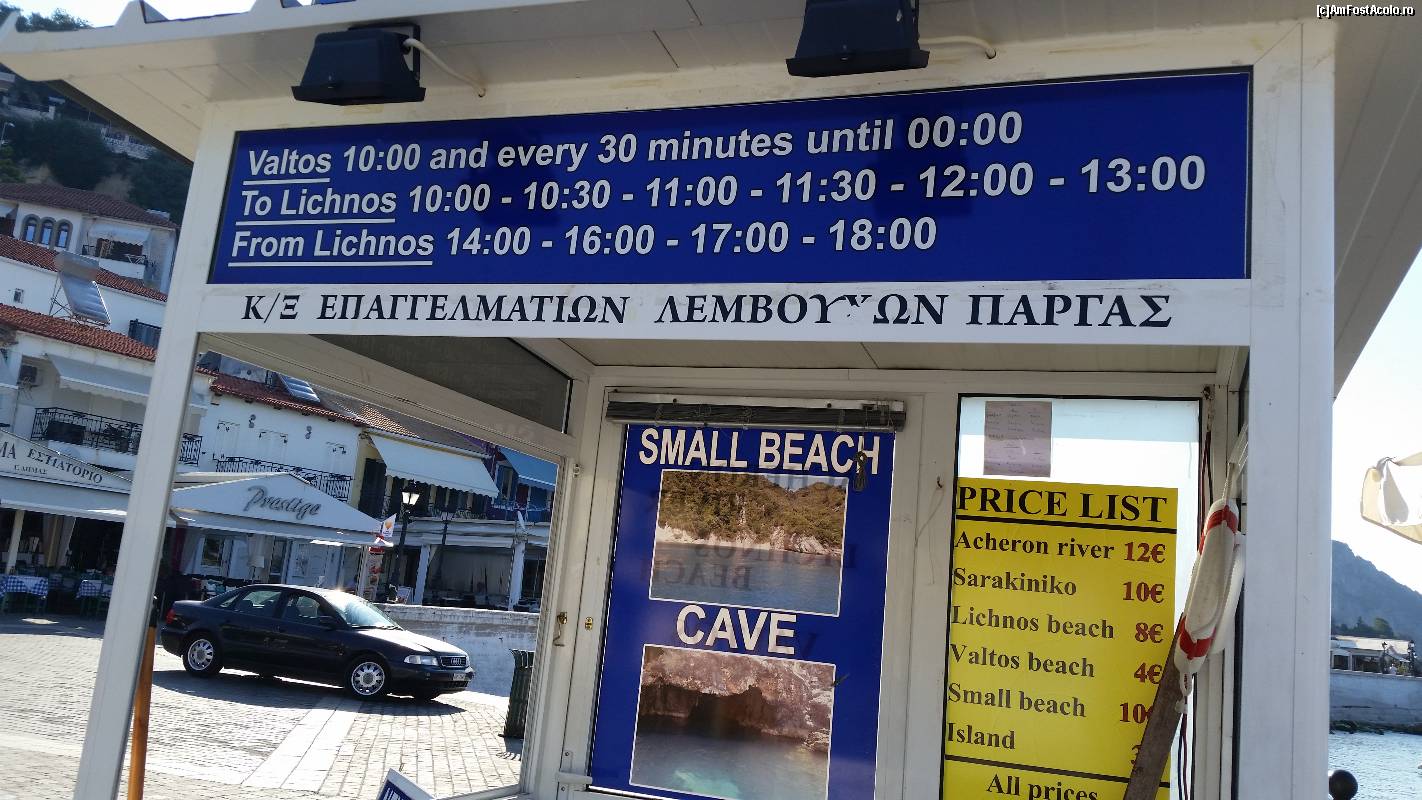 [c]AmFostAcolo.ro
Valtos 10:00 and every 30 minutes until 00:00
To Lichnos 10:00 - 10:30 - 11:00 - 11:30 - 12:00 - 13:00
From Lichnos 14:00 - 16:00 - 17:00 - 18:00
Κ/Ξ ΕΠΑΓΓΕΛΜΑΤΙΩΝ ΠΑΡΓΑΣ
ΕΣΤΙΑΤΟΡΙΟ
Prestige
SMALL BEACH
CAVE
BEACH
PRICE LIST
Acheron river 12€
Sarakiniko 10€
Lichnos beach 8€
Valtos beach 4€
Small beach 10€
Island
All prices